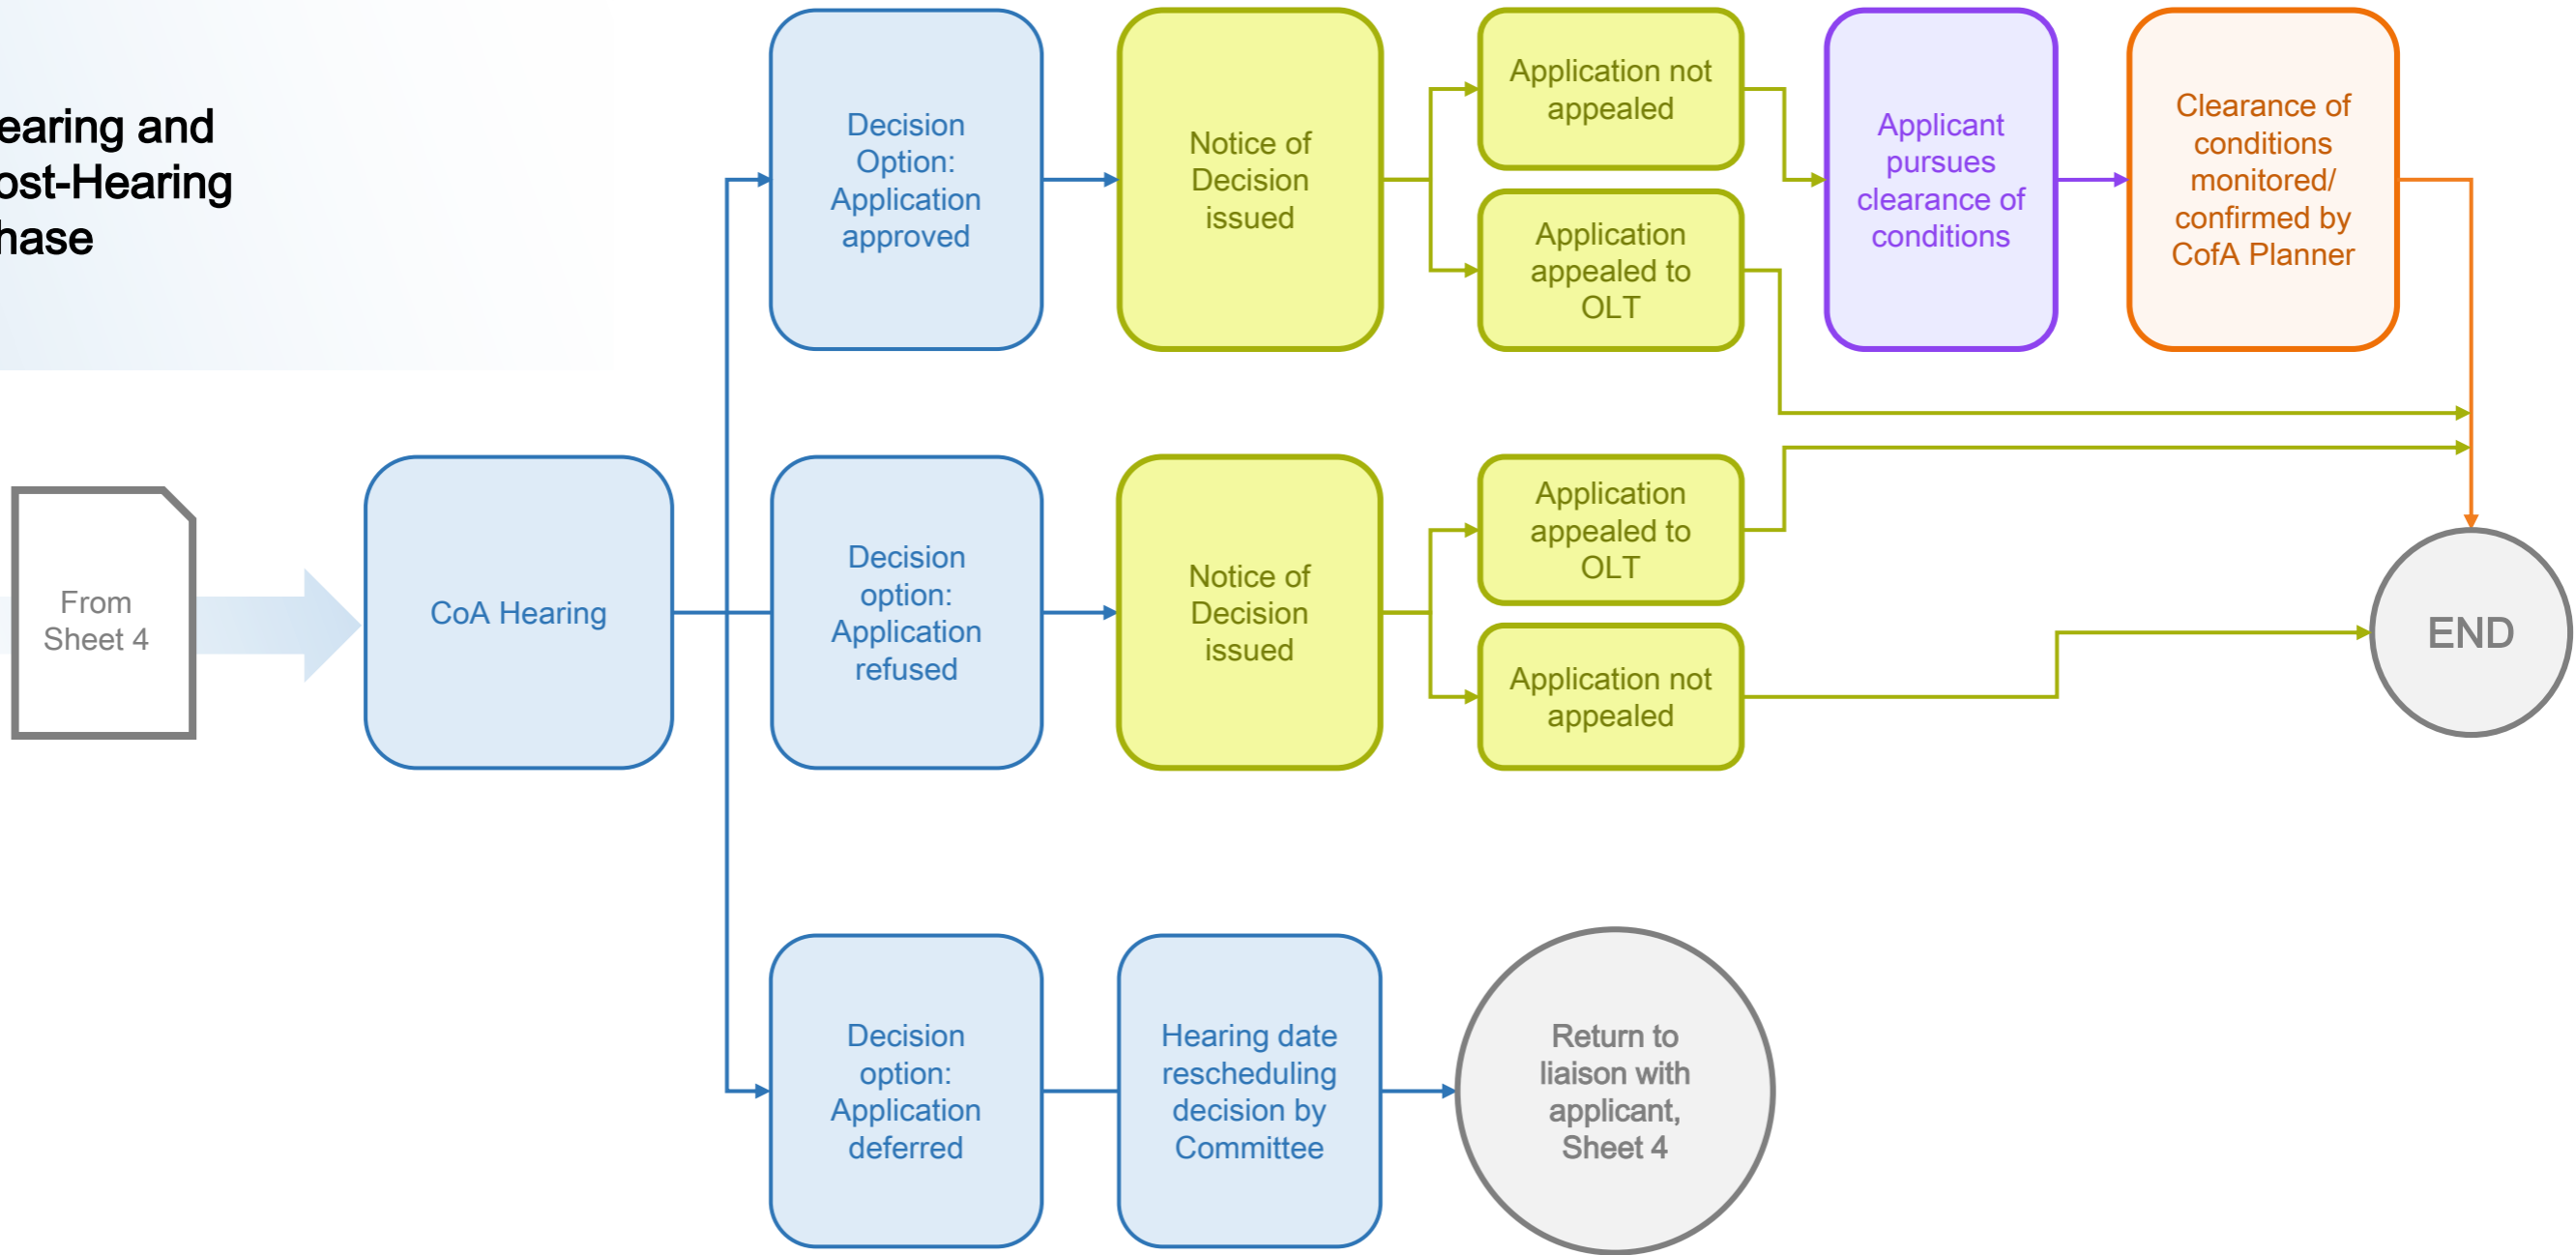 earing and
ost-Hearing
hase
Decision
Option:
Application
approved
Notice of
Decision
issued
Application not
appealed
Application
appealed to
OLT
Applicant
pursues
clearance of
conditions
Clearance of
conditions
monitored/
confirmed by
CofA Planner
From
Sheet 4
CoA Hearing
Decision
option:
Application
refused
Notice of
Decision
issued
Application
appealed to
OLT
Application not
appealed
END
Decision
option:
Application
deferred
Hearing date
rescheduling
decision by
Committee
Return to
liaison with
applicant,
Sheet 4